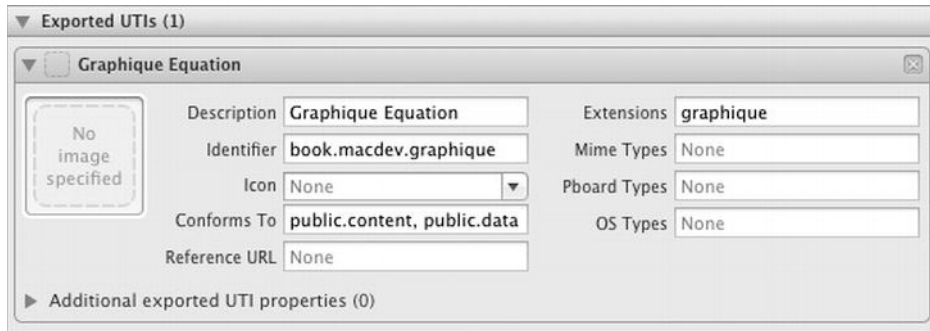 Exported UTIs (1)
Graphique Equation
No
image
specified
Description Graphique Equation
Identifier book.macdev.graphique
Icon None
Conforms To public.content, public.data
Reference URL None
Extensions graphique
Mime Types None
Pboard Types None
OS Types None
Additional exported UTI properties (0)